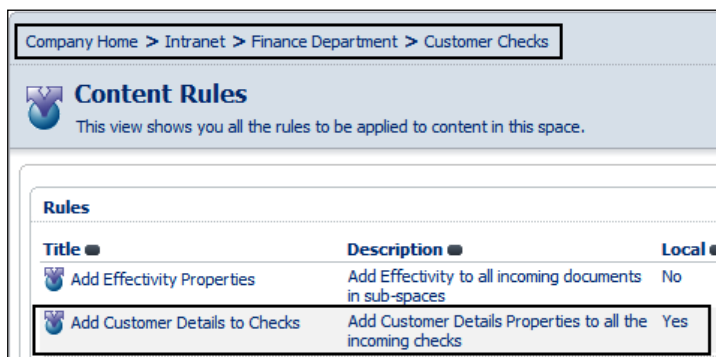 Company Home > Intranet > Finance Department > Customer Checks
Content Rules
This view shows you all the rules to be applied to content in this space.
Rules
Title Description Local
Add Effectivity Properties Add Effectivity to all incoming documents No
in sub-spaces
Add Customer Details to Checks Add Customer Details Properties to all the Yes
incoming checks